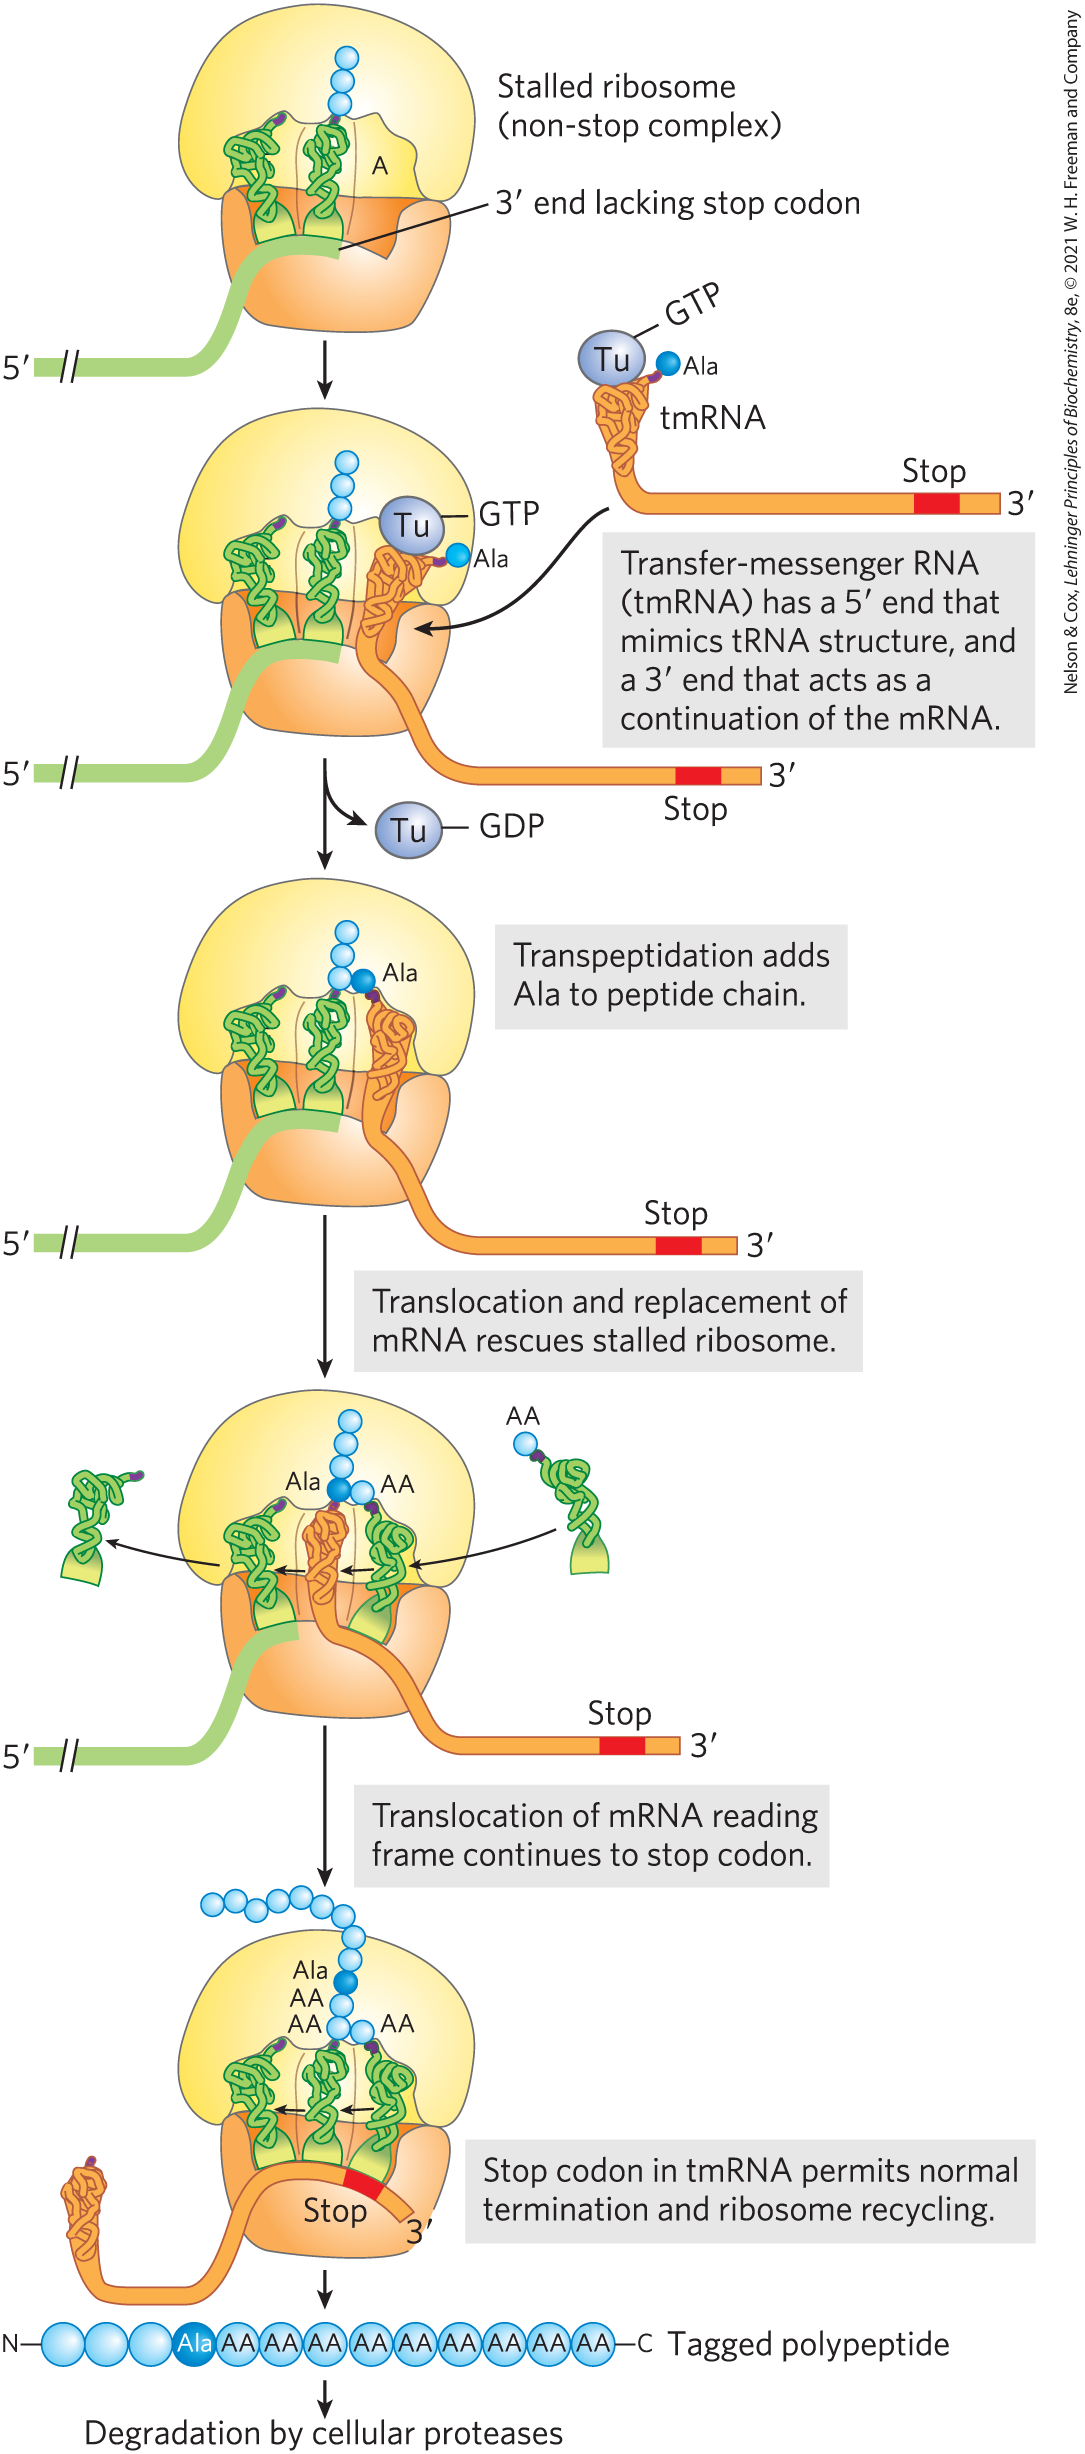 Nelson & Cox, Lehninger Principles of Biochemistry, 8e, © 2021 W. H. Freeman and Company
Stalled ribosome
(non-stop complex)
A
3′ end lacking stop codon
5′
GTP
Tu
Ala
tmRNA
Stop
3′
Tu
GTP
Ala
Transfer-messenger RNA
(tmRNA) has a 5′ end that
mimics tRNA structure, and
a 3′ end that acts as a
continuation of the mRNA.
5′
3′
Stop
Tu
GDP
Ala
Transpeptidation adds
Ala to peptide chain.
Stop
5′
3′
Translocation and replacement of
mRNA rescues stalled ribosome.
AA
Ala
AA
Stop
5′
3′
Translocation of mRNA reading
frame continues to stop codon.
Ala
AA
AA
AA
Stop
3′
Stop codon in tmRNA permits normal
termination and ribosome recycling.
N
Ala AA AA AA AA AA AA AA AA AA
C
Tagged polypeptide
Degradation by cellular proteases